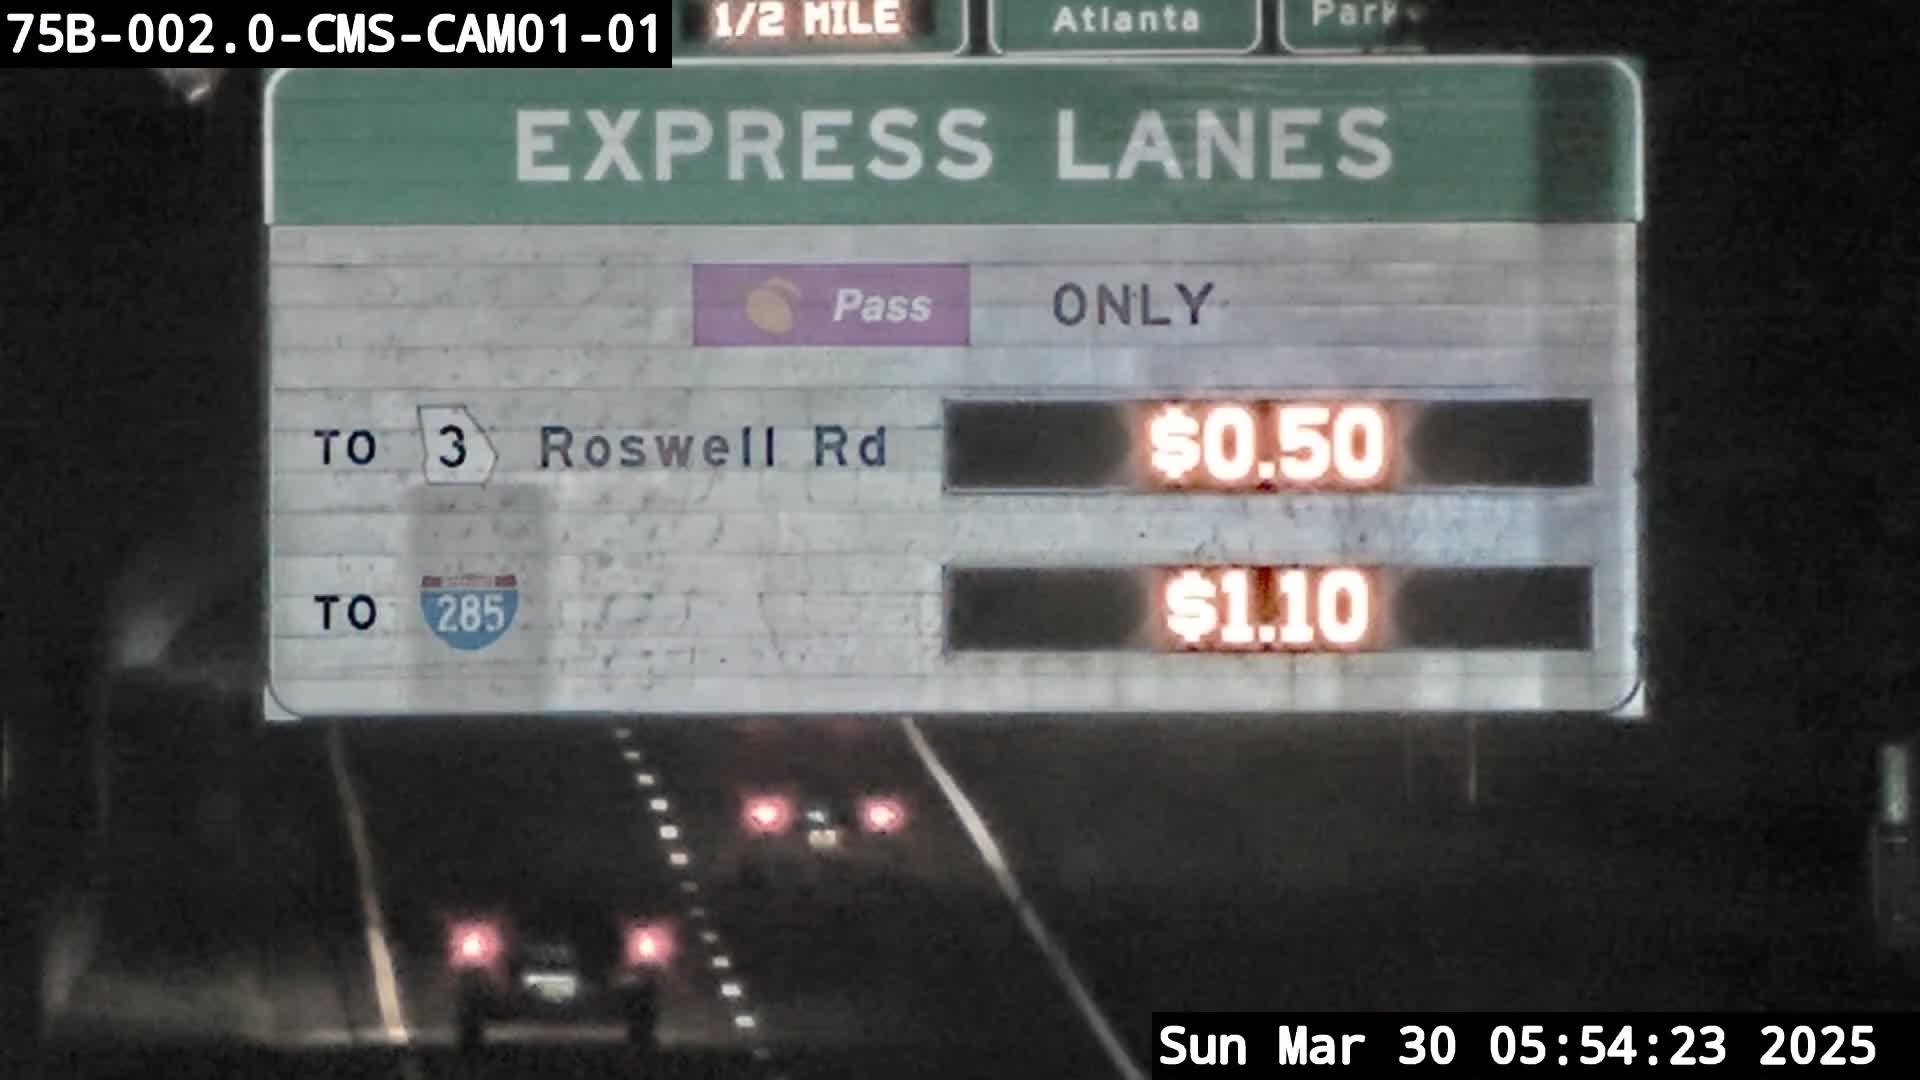 75B-002.0-CMS-CAM01-01
1/2 MILE
Atlanta
Park
EXPRESS LANES
Pass ONLY
TO 3 Roswell Rd $0.50
TO 285 $1.10
Sun Mar 30 05:54:23 2025